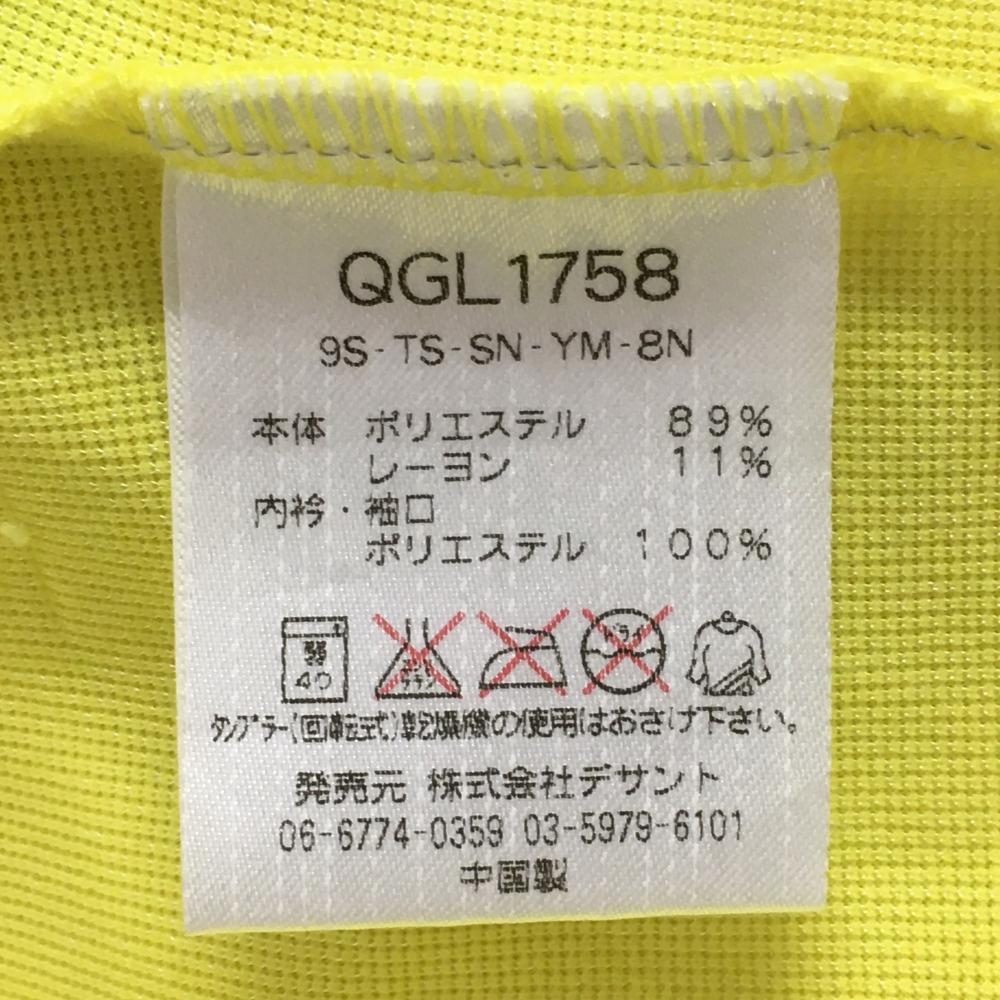 QGL1758
9S-TS-SN-YM-8N
本体 ポリエステル 89%
レーヨン 11%
内衿・袖口
ポリエステル 100%
弱
40
タンブラー(回転式)乾燥機の使用はおさけ下さい。
発売元 株式会社デサント
06-6774-0359 03-5979-6101
中国製